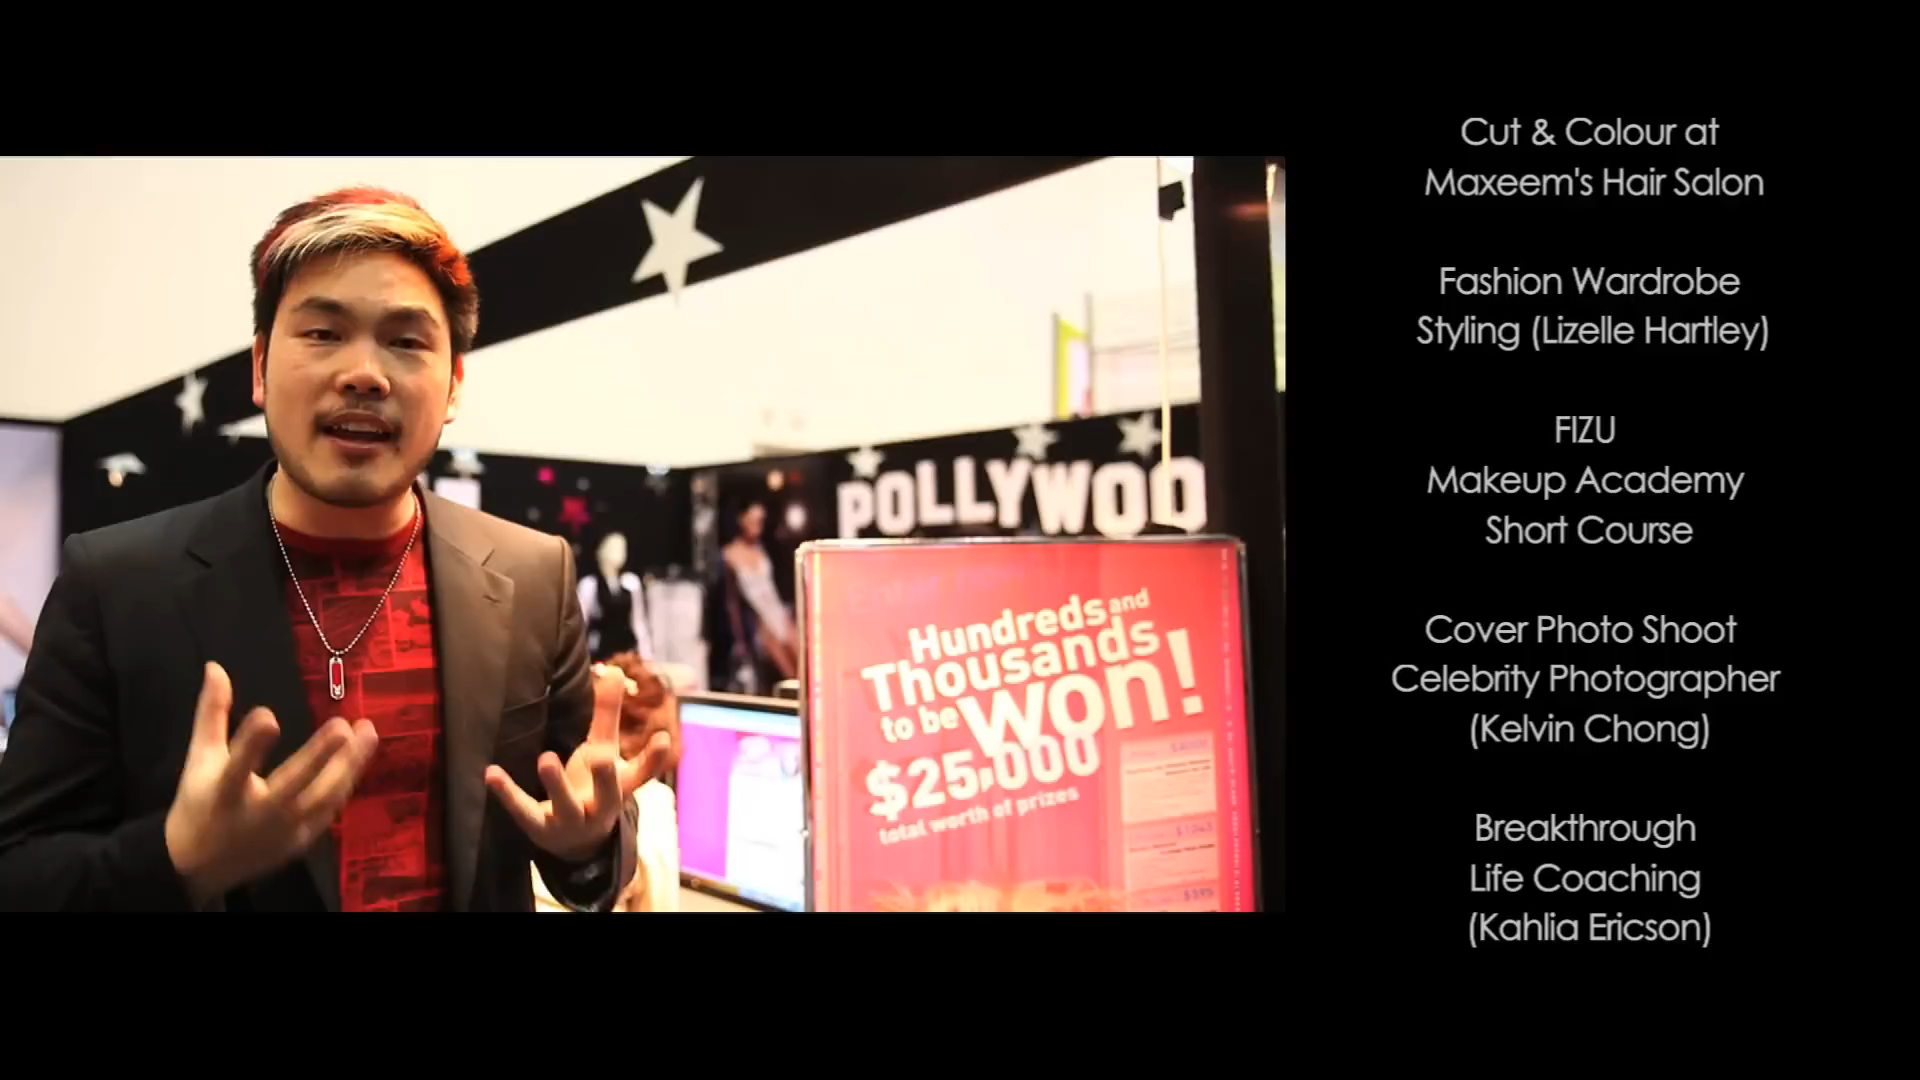 POLLYWOO
Hundreds and
Thousands
to be won!
$25,000
total worth of prizes
Cut & Colour at
Maxeem's Hair Salon
Fashion Wardrobe
Styling (Lizelle Hartley)
FIZU
Makeup Academy
Short Course
Cover Photo Shoot
Celebrity Photographer
(Kelvin Chong)
Breakthrough
Life Coaching
(Kahlia Ericson)